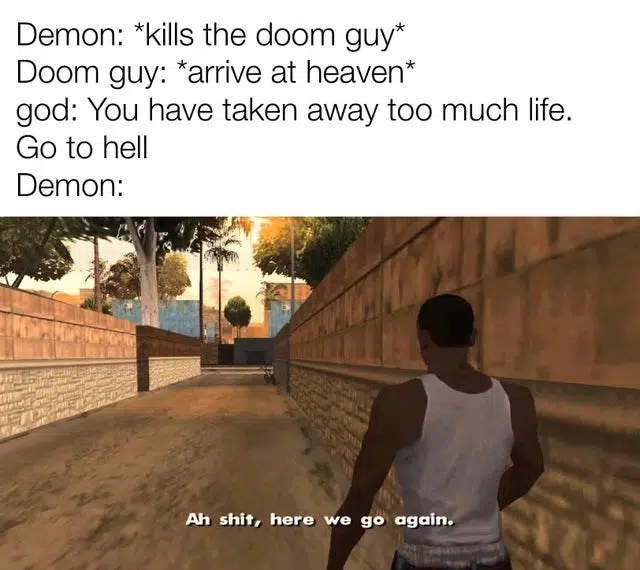 Demon: *kills the doom guy*
Doom guy: *arrive at heaven*
god: You have taken away too much life.
Go to hell
Demon:
Ah shit, here we go again.